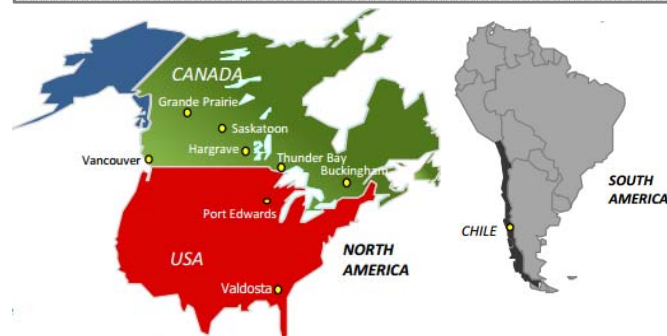 CANADA
Grande Prairie
Saskatoon
Hargrave
Vancouver
Thunder Bay
Buckingham
Port Edwards
USA
NORTH
AMERICA
Valdosta
CHILE
SOUTH
AMERICA